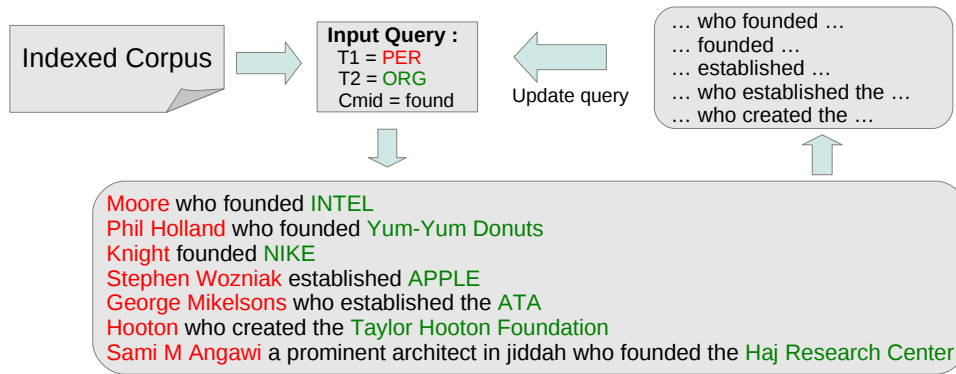 Indexed Corpus
Input Query :
T1 = PER
T2 = ORG
Cmid = found
Update query
… who founded …
… founded …
… established …
… who established the …
… who created the …
Moore who founded INTEL
Phil Holland who founded Yum-Yum Donuts
Knight founded NIKE
Stephen Wozniak established APPLE
George Mikelsons who established the ATA
Hooton who created the Taylor Hooton Foundation
Sami M Angawi a prominent architect in jiddah who founded the Haj Research Center